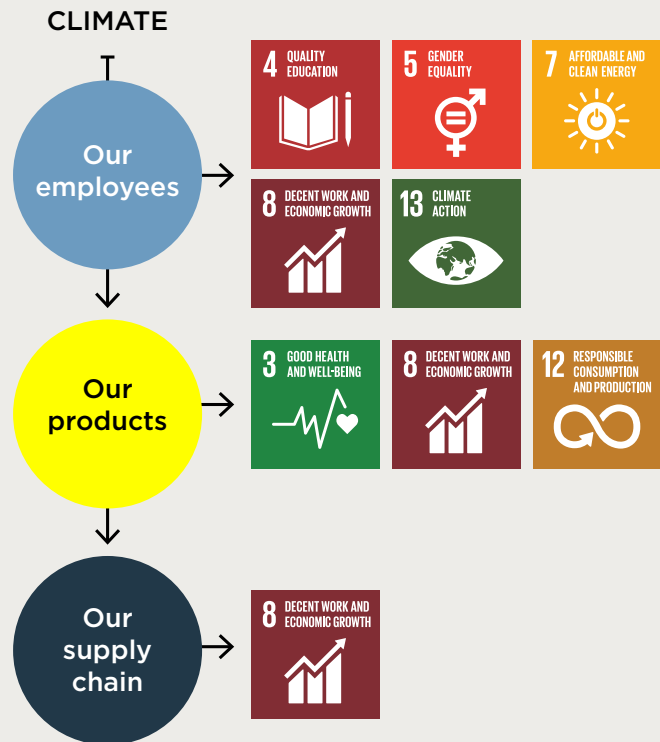 CLIMATE
Our
employees
4 QUALITY
EDUCATION
5 GENDER
EQUALITY
7 AFFORDABLE AND
CLEAN ENERGY
8 DECENT WORK AND
ECONOMIC GROWTH
13 CLIMATE
ACTION
Our
products
3 GOOD HEALTH
AND WELL-BEING
8 DECENT WORK AND
ECONOMIC GROWTH
12 RESPONSIBLE
CONSUMPTION
AND PRODUCTION
Our
supply
chain
8 DECENT WORK AND
ECONOMIC GROWTH